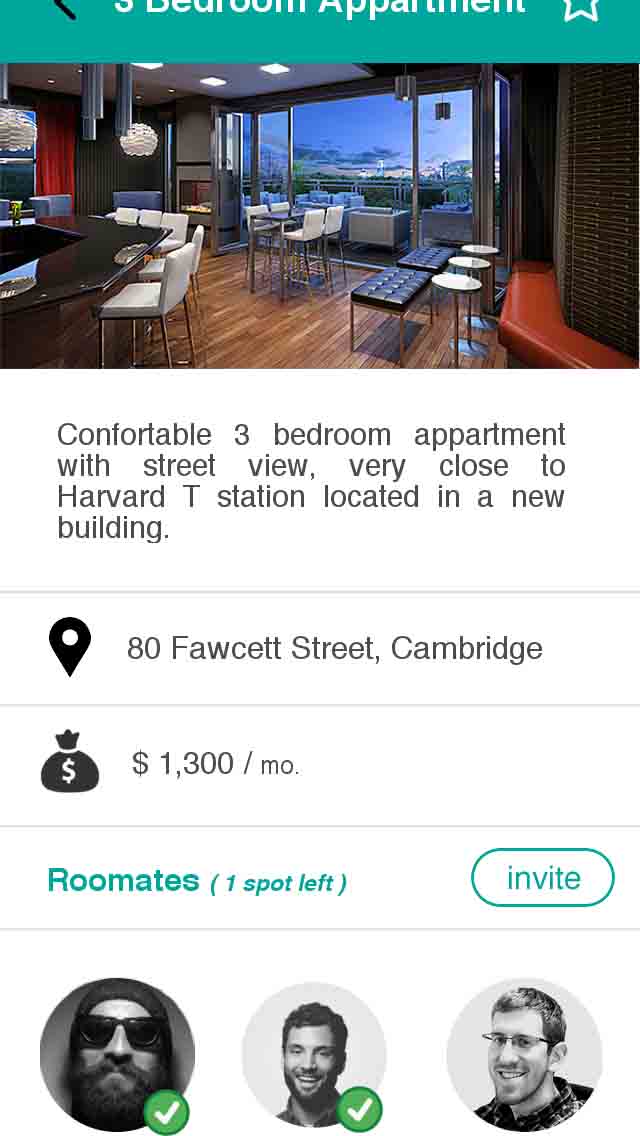 3 Bedroom Appartment
Confortable 3 bedroom appartment
with street view, very close to
Harvard T station located in a new
building.
80 Fawcett Street, Cambridge
$
$ 1,300 / mo.
Roomates ( 1 spot left )
invite